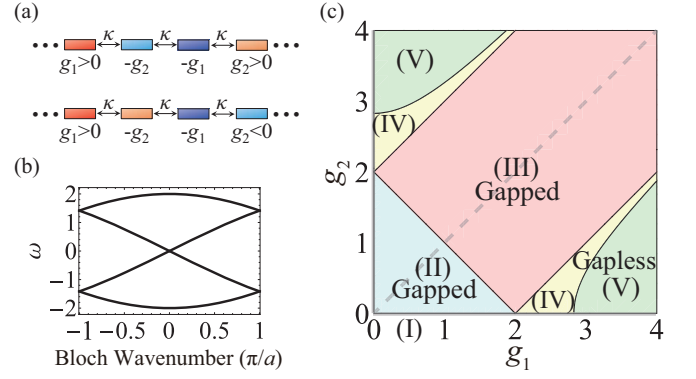 (a)
κ κ κ
g₁>0 -g₂ -g₁ g₂>0
κ κ κ
g₁>0 -g₂ -g₁ g₂<0
(b)
2
1
0
-1
-2
ω
-1 -0.5 0 0.5 1
Bloch Wavenumber (π/a)
(c)
4
3
2
1
0
g₂
(V)
(IV)
(III)
Gapped
(II)
Gapped
Gapless
(V)
(IV)
0 1 2 3 4
(I)
g₁